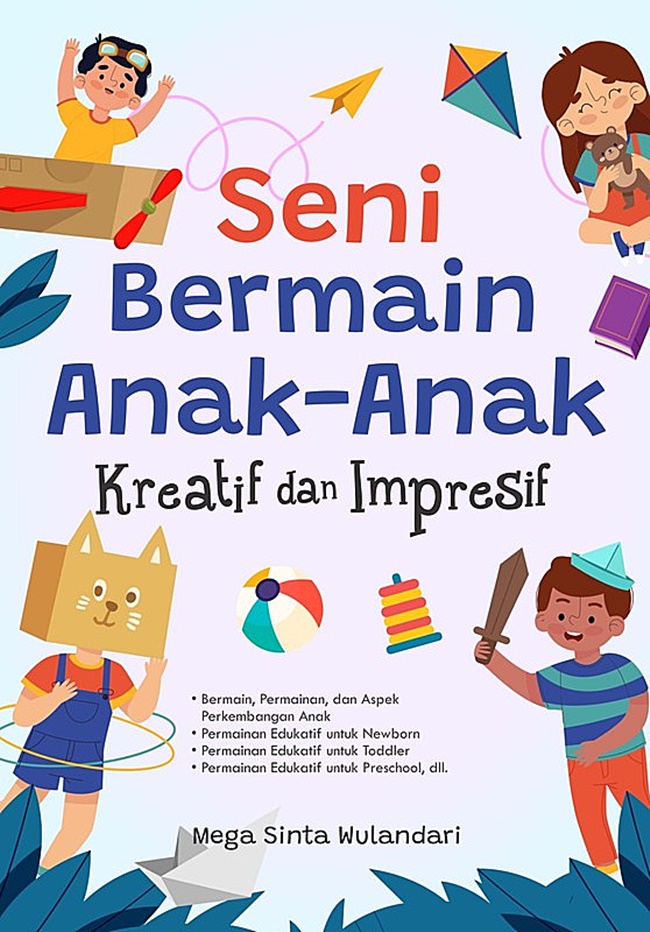 Seni
Bermain
Anak-Anak
Kreatif dan Impresif
• Bermain, Permainan, dan Aspek
Perkembangan Anak
• Permainan Edukatif untuk Newborn
• Permainan Edukatif untuk Toddler
• Permainan Edukatif untuk Preschool, dll.
Mega Sinta Wulandari